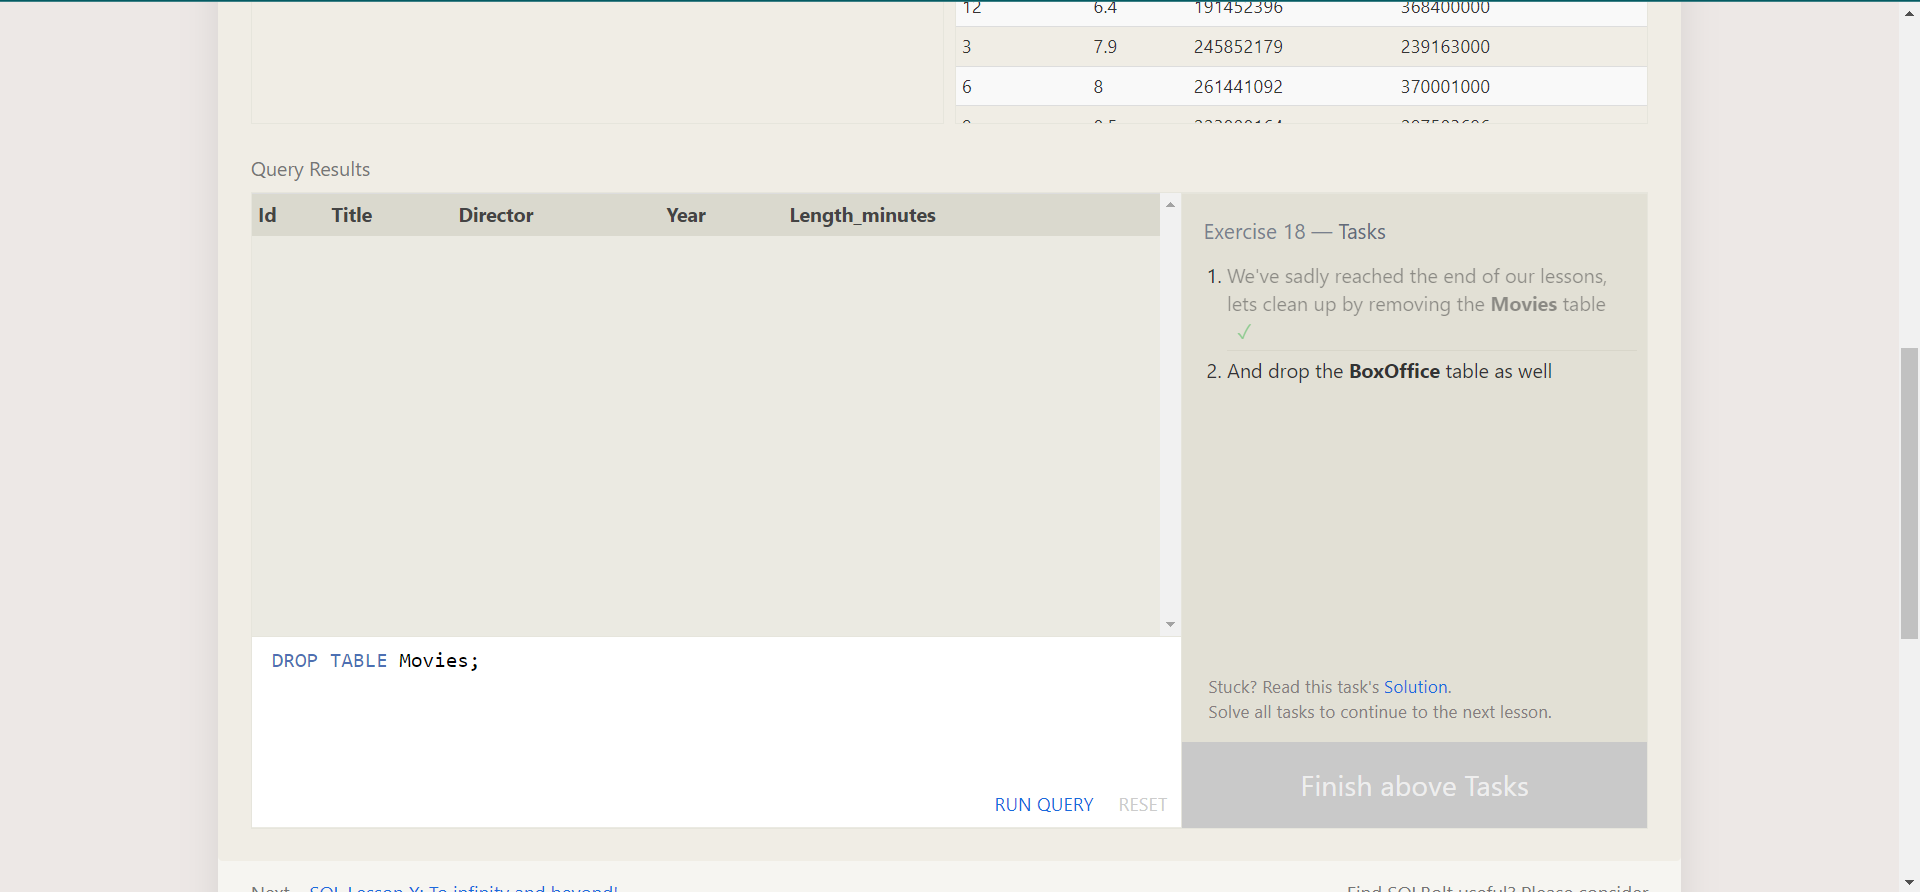 12 6.4 191452396 368400000
3 7.9 245852179 239163000
6 8 261441092 370001000
Query Results
Id Title Director Year Length_minutes
Exercise 18 — Tasks
1. We've sadly reached the end of our lessons,
lets clean up by removing the Movies table
✓
2. And drop the BoxOffice table as well
DROP TABLE Movies;
RUN QUERY RESET
Stuck? Read this task's Solution.
Solve all tasks to continue to the next lesson.
Finish above Tasks
Next – SQL Lesson X: To infinity and beyond!
Find SQLBolt useful? Please consider